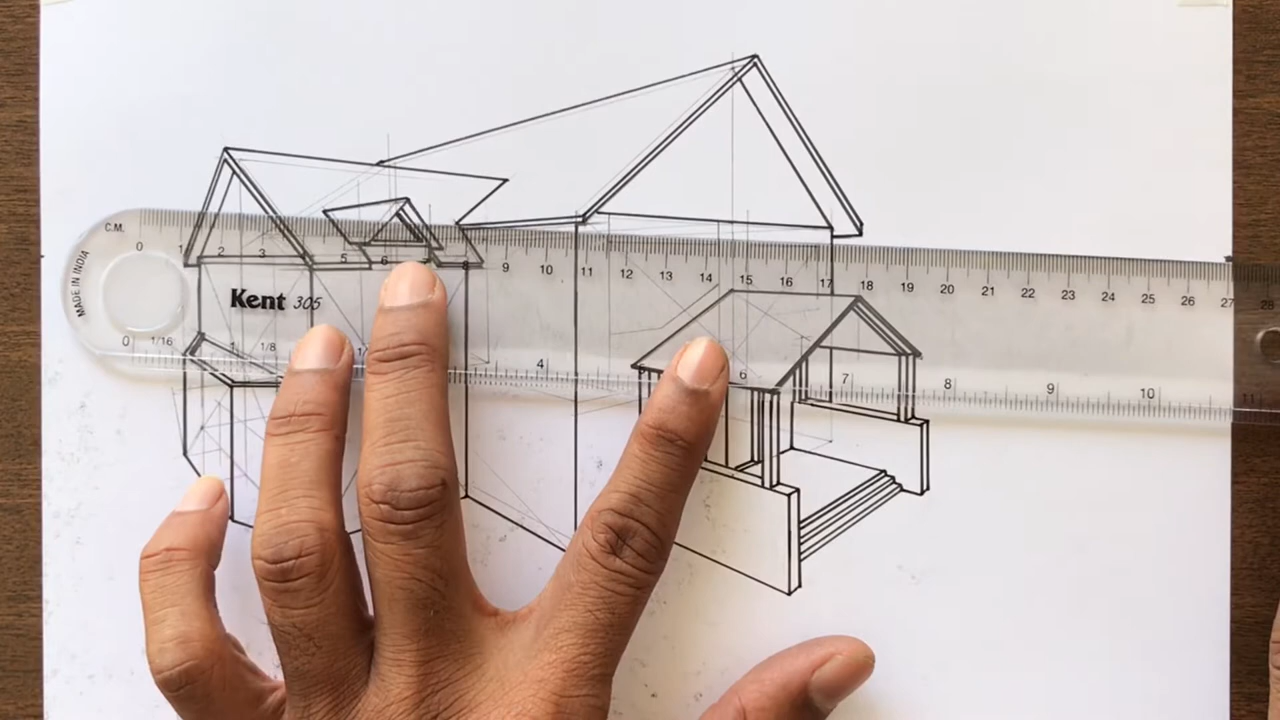 C.M.
MADE IN INDIA
0 1 2 3 5 6 8 9 10 11 12 13 14 15 16 17 18 19 20 21 22 23 24 25 26 27 28
Kent 305
0 1/16 1 1/8 4 6 7 8 9 10 11